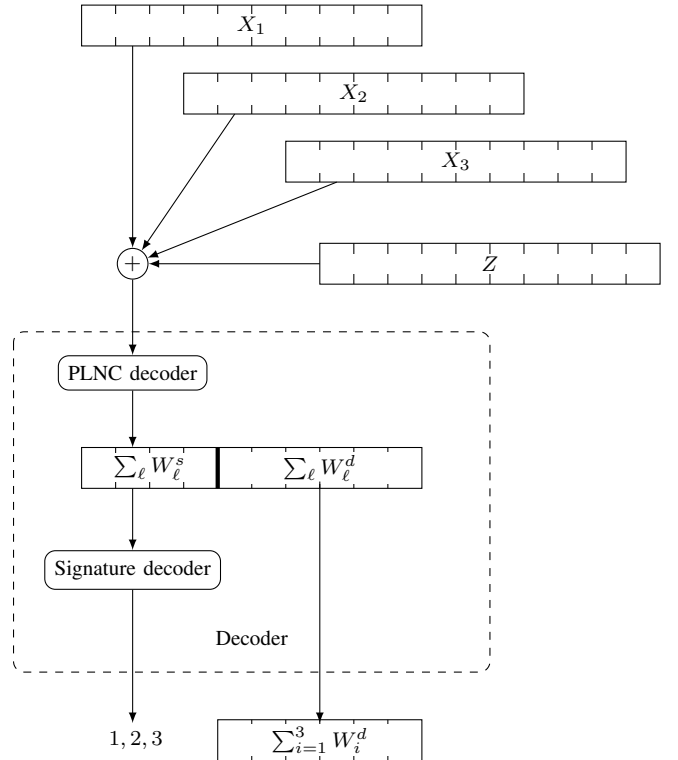 X_1
X_2
X_3
+
Z
PLNC decoder
∑_ℓ W_ℓ^s
∑_ℓ W_ℓ^d
Signature decoder
Decoder
1, 2, 3
∑_{i=1}^3 W_i^d